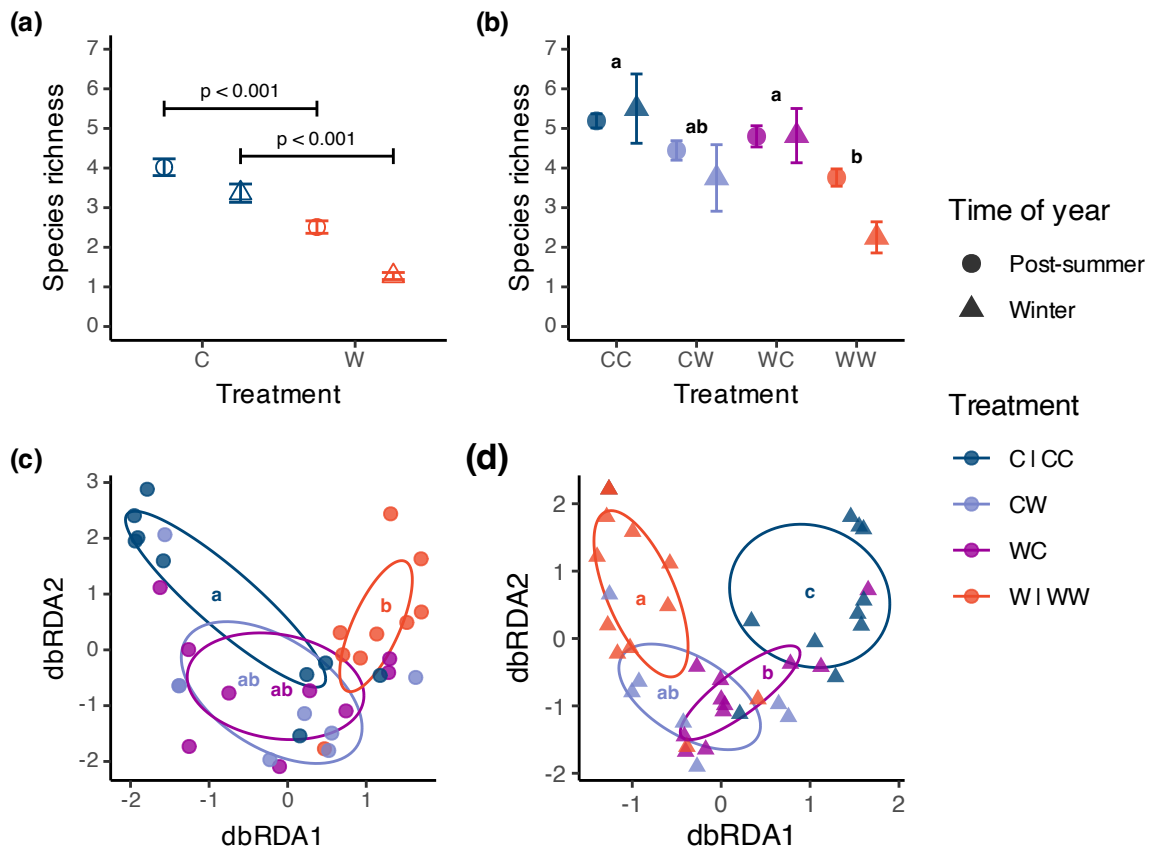 (a)
7
6
5
4
3
2
1
0
Species richness
p < 0.001
p < 0.001
C
W
Treatment
(b)
7
6
5
4
3
2
1
0
Species richness
a
ab
a
b
CC
CW
WC
WW
Treatment
Time of year
Post-summer
Winter
Treatment
C | CC
CW
WC
W | WW
(c)
3
2
1
0
-1
-2
dbRDA2
a
b
ab
ab
-2
-1
0
1
dbRDA1
(d)
2
1
0
-1
-2
dbRDA2
a
c
b
ab
-1
0
1
2
dbRDA1